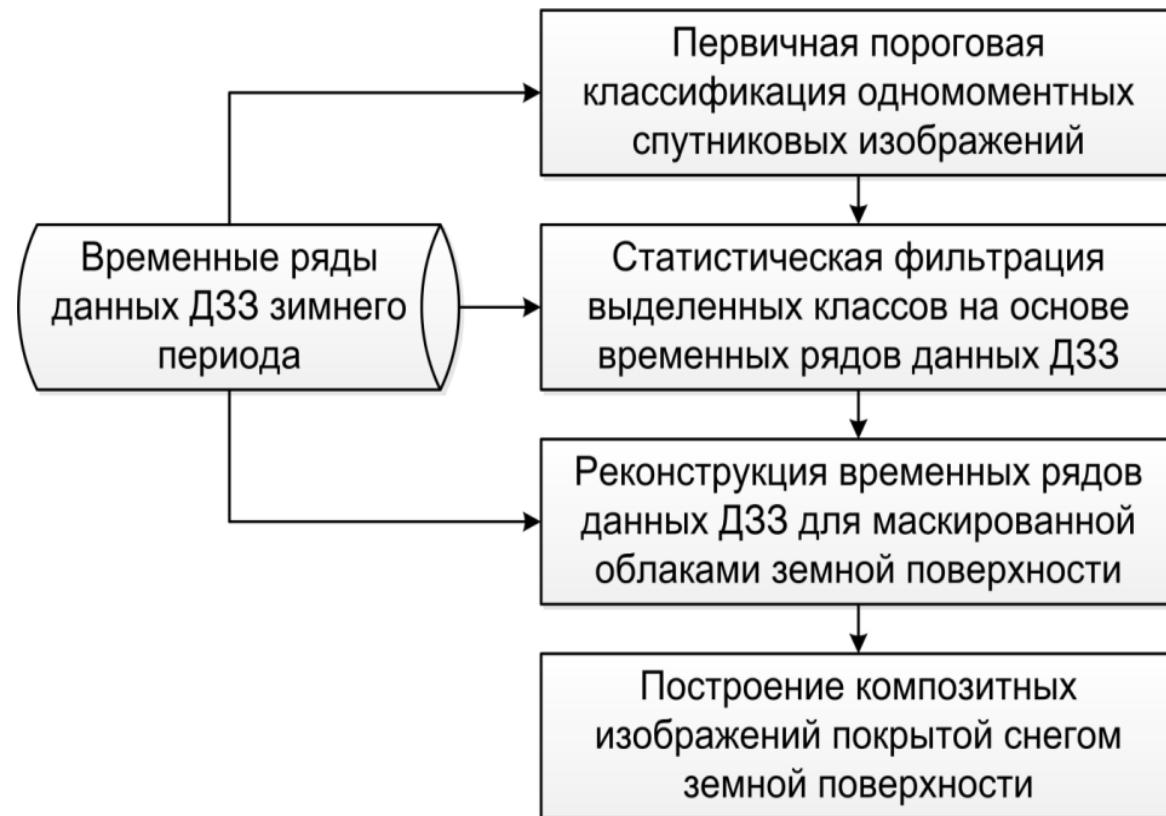 Первичная пороговая
классификация одномоментных
спутниковых изображений
Временные ряды
данных ДЗЗ зимнего
периода
Статистическая фильтрация
выделенных классов на основе
временных рядов данных ДЗЗ
Реконструкция временных рядов
данных ДЗЗ для маскированной
облаками земной поверхности
Построение композитных
изображений покрытой снегом
земной поверхности